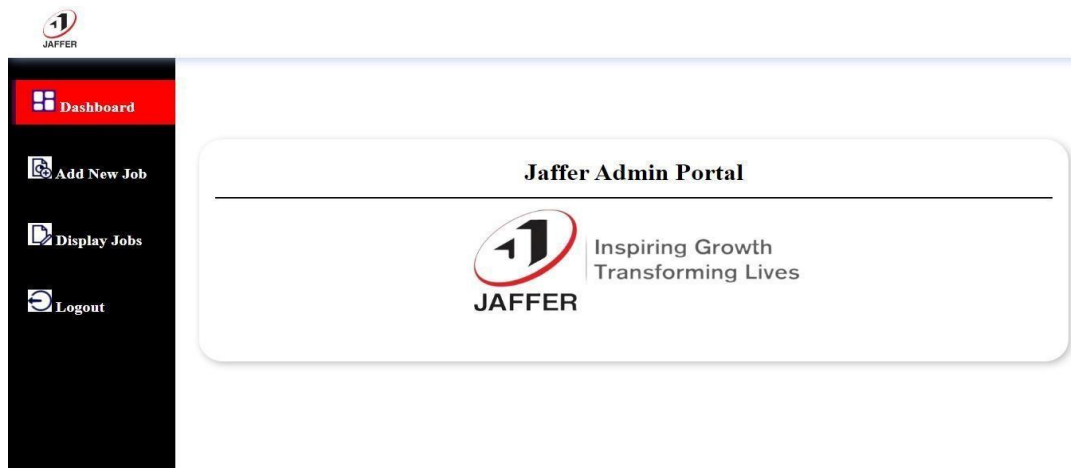 JAFFER
Dashboard
Add New Job
Display Jobs
Logout
Jaffer Admin Portal
Inspiring Growth
Transforming Lives
JAFFER